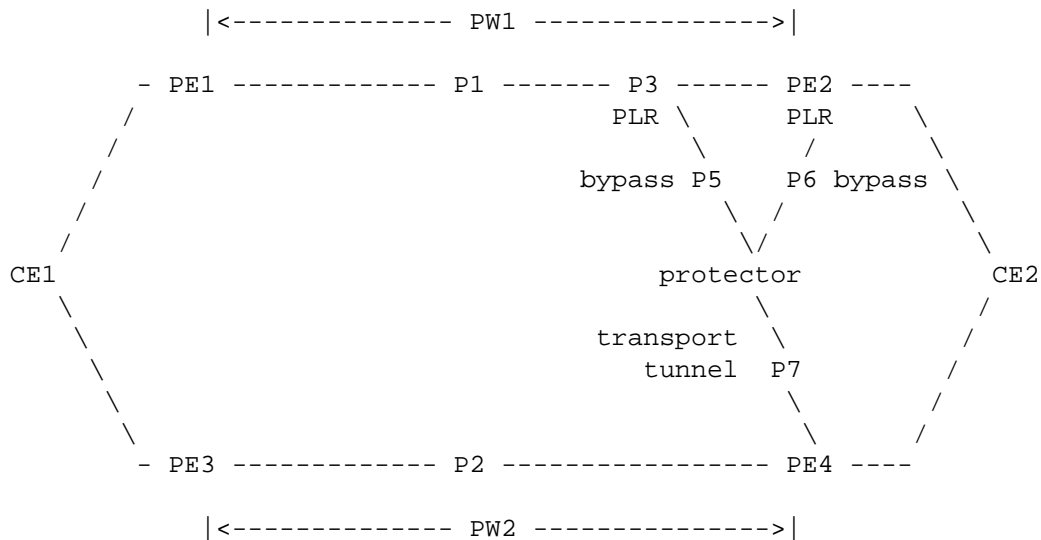 |<-------------- PW1 --------------->|
- PE1 -------------- P1 ------- P3 ------ PE2 ----
PLR PLR
bypass P5 P6 bypass
CE1 protector CE2
transport
tunnel P7
- PE3 -------------- P2 -------------------- PE4 ----
|<-------------- PW2 --------------->|